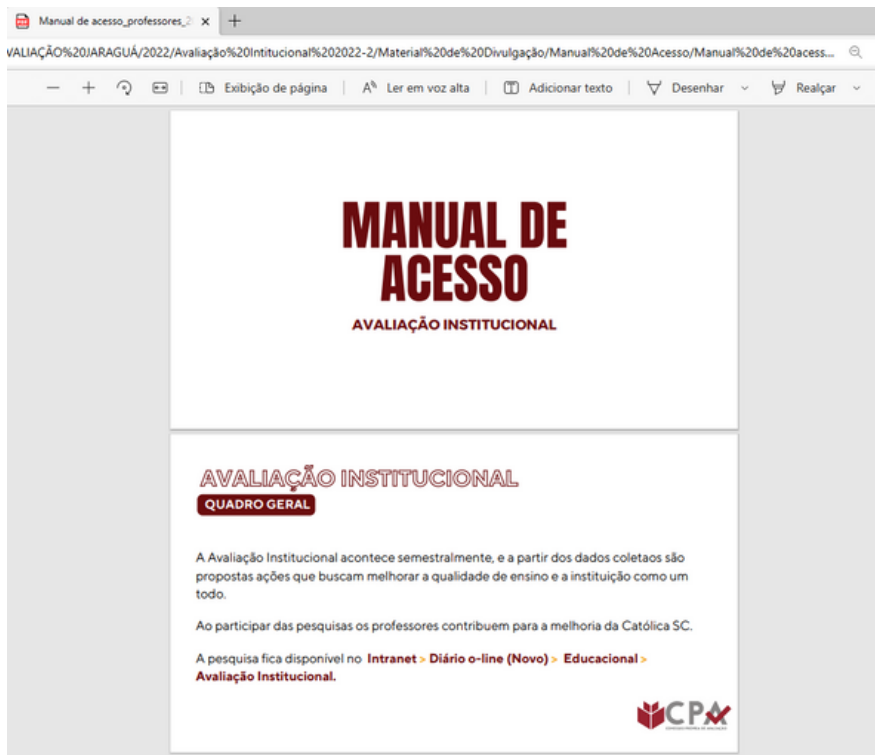 Manual de acesso_professores_2
VALIAÇÃO%20JARAGUÁ/2022/Avaliação%20Intitucional%202022-2/Material%20de%20Divulgação/Manual%20de%20Acesso/Manual%20de%20acess...
Exibição de página
Ler em voz alta
Adicionar texto
Desenhar
Realçar
MANUAL DE
ACESSO
AVALIAÇÃO INSTITUCIONAL
AVALIAÇÃO INSTITUCIONAL
QUADRO GERAL
A Avaliação Institucional acontece semestralmente, e a partir dos dados coletaos são
propostas ações que buscam melhorar a qualidade de ensino e a instituição como um
todo.
Ao participar das pesquisas os professores contribuem para a melhoria da Católica SC.
A pesquisa fica disponível no Intranet > Diário o-line (Novo) > Educacional >
Avaliação Institucional.
CPA